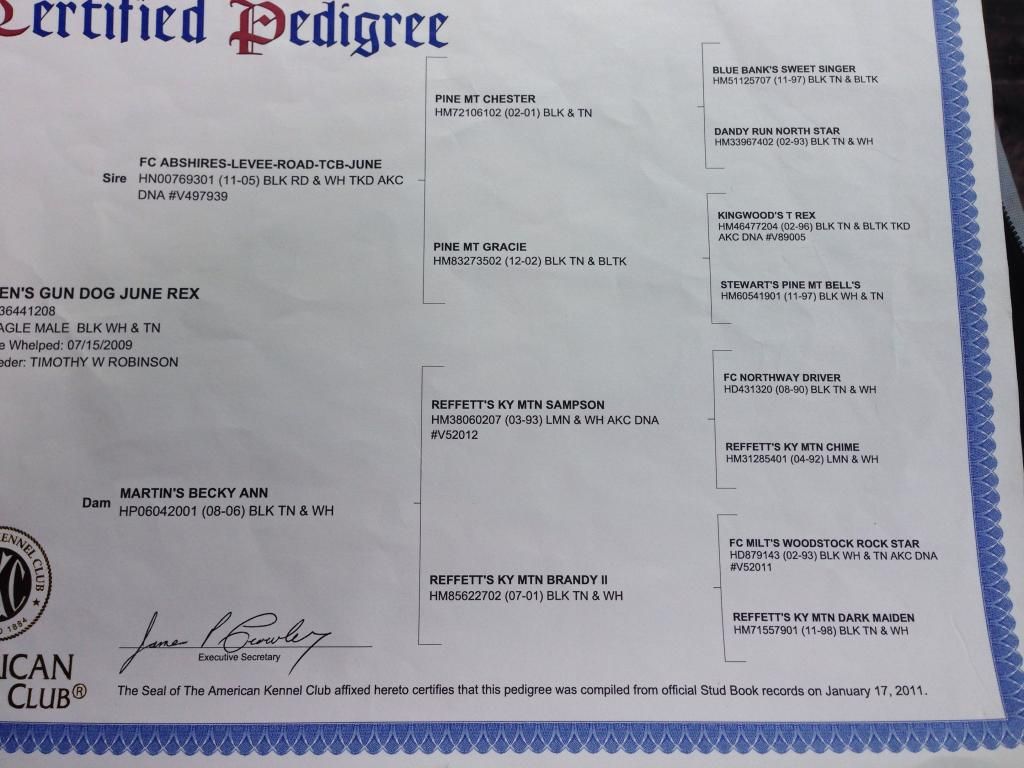 Certified Pedigree
BLUE BANK'S SWEET SINGER
HM51125707 (11-97) BLK TN & BLTK
PINE MT CHESTER
HM72106102 (02-01) BLK & TN
DANDY RUN NORTH STAR
HM33967402 (02-93) BLK TN & WH
FC ABSHIRES-LEVEE-ROAD-TCB-JUNE
Sire HN00769301 (11-05) BLK RD & WH TKD AKC
DNA #V497939
KINGWOOD'S T REX
HM46477204 (02-96) BLK TN & BLTK TKD
AKC DNA #V89005
PINE MT GRACIE
HM83273502 (12-02) BLK TN & BLTK
STEWART'S PINE MT BELL'S
HM60541901 (11-97) BLK WH & TN
EN'S GUN DOG JUNE REX
36441208
AGLE MALE BLK WH & TN
e Whelped: 07/15/2009
eder: TIMOTHY W ROBINSON
FC NORTHWAY DRIVER
HD431320 (08-90) BLK TN & WH
REFFETT'S KY MTN SAMPSON
HM38060207 (03-93) LMN & WH AKC DNA
#V52012
REFFETT'S KY MTN CHIME
HM31285401 (04-92) LMN & WH
MARTIN'S BECKY ANN
Dam HP06042001 (08-06) BLK TN & WH
FC MILT'S WOODSTOCK ROCK STAR
HD879143 (02-93) BLK WH & TN AKC DNA
#V52011
REFFETT'S KY MTN BRANDY II
HM85622702 (07-01) BLK TN & WH
REFFETT'S KY MTN DARK MAIDEN
HM71557901 (11-98) BLK TN & WH
KENNEL CLUB
1884
James P Crowley
Executive Secretary
ICAN
CLUB®
The Seal of The American Kennel Club affixed hereto certifies that this pedigree was compiled from official Stud Book records on January 17, 2011.